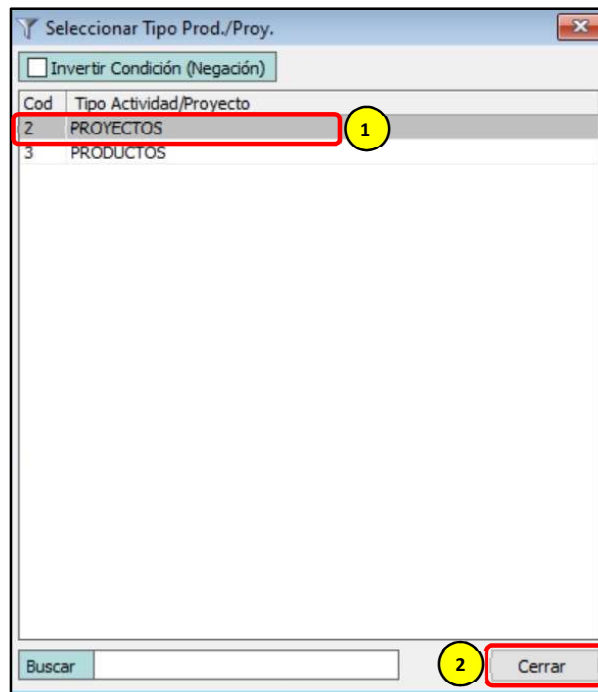 Seleccionar Tipo Prod./Proy.
Invertir Condición (Negación)
Cod Tipo Actividad/Proyecto
2 PROYECTOS 1
3 PRODUCTOS
Buscar 2 Cerrar